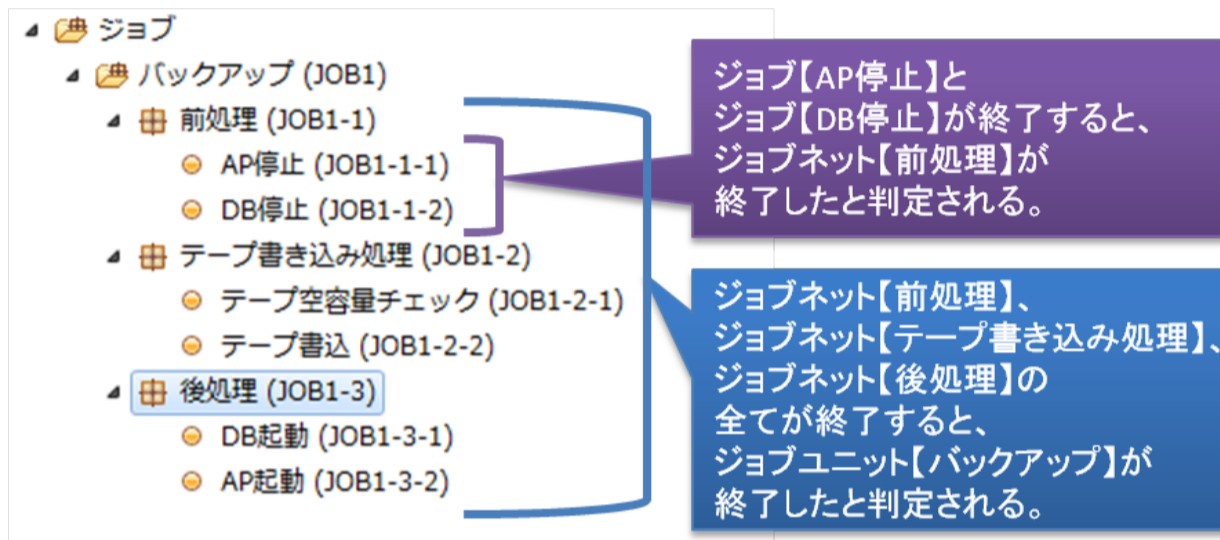 ジョブ
バックアップ (JOB1)
前処理 (JOB1-1)
AP停止 (JOB1-1-1)
DB停止 (JOB1-1-2)
テープ書き込み処理 (JOB1-2)
テープ空容量チェック (JOB1-2-1)
テープ書込 (JOB1-2-2)
後処理 (JOB1-3)
DB起動 (JOB1-3-1)
AP起動 (JOB1-3-2)
ジョブ【AP停止】と
ジョブ【DB停止】が終了すると、
ジョブネット【前処理】が
終了したと判定される。
ジョブネット【前処理】、
ジョブネット【テープ書き込み処理】、
ジョブネット【後処理】の
全てが終了すると、
ジョブユニット【バックアップ】が
終了したと判定される。